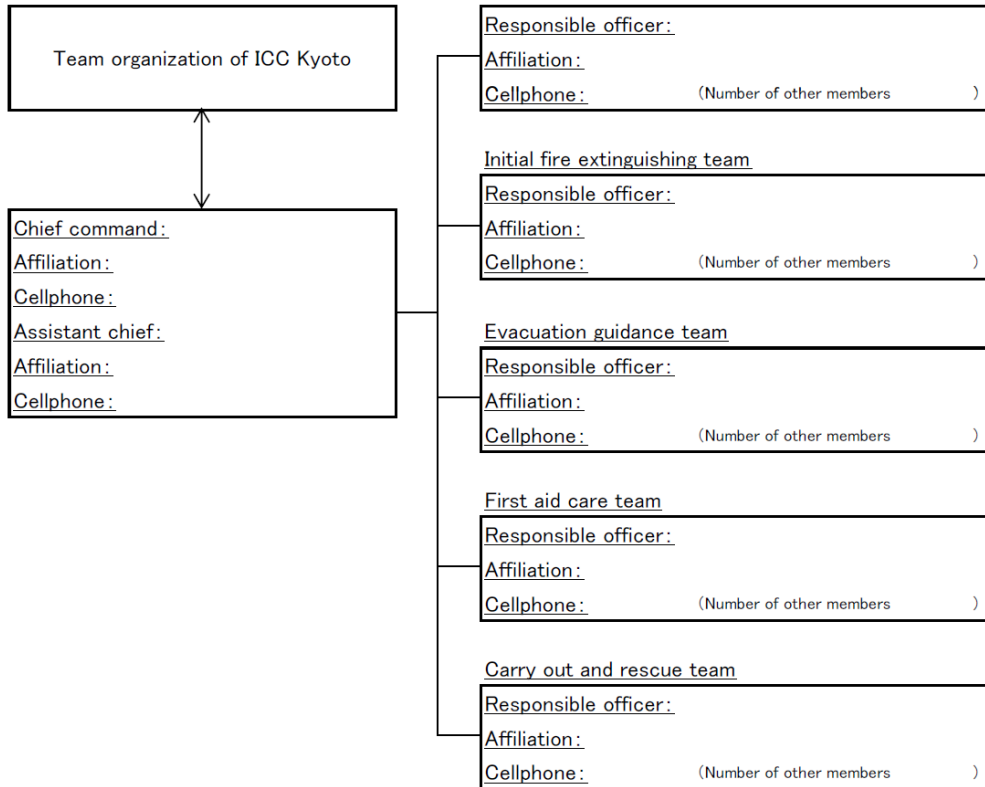 Team organization of ICC Kyoto
Chief command:
Affiliation:
Cellphone:
Assistant chief:
Affiliation:
Cellphone:
Responsible officer:
Affiliation:
Cellphone: (Number of other members )
Initial fire extinguishing team
Responsible officer:
Affiliation:
Cellphone: (Number of other members )
Evacuation guidance team
Responsible officer:
Affiliation:
Cellphone: (Number of other members )
First aid care team
Responsible officer:
Affiliation:
Cellphone: (Number of other members )
Carry out and rescue team
Responsible officer:
Affiliation:
Cellphone: (Number of other members )